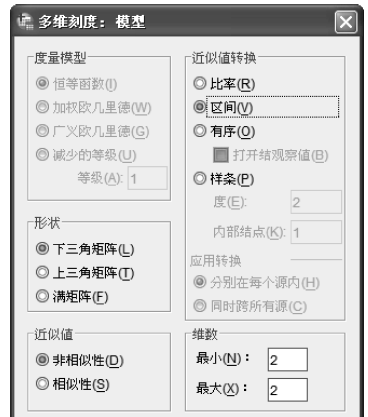 多维刻度：模型
度量模型
恒等函数(I)
加权欧几里德(W)
广义欧几里德(G)
减少的等级(U)
等级(A): 1
形状
下三角矩阵(L)
上三角矩阵(T)
满矩阵(F)
近似值
非相似性(D)
相似性(S)
近似值转换
比率(R)
区间(V)
有序(O)
打开结观察值(B)
样条(P)
度(E): 2
内部结点(K): 1
应用转换
分别在每个源内(H)
同时跨所有源(C)
维数
最小(N)： 2
最大(X)： 2